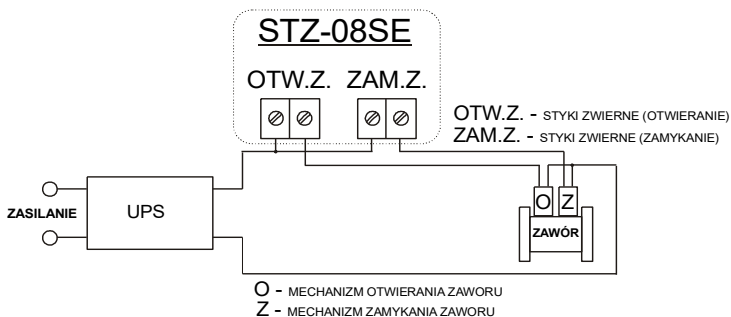 STZ-08SE
OTW.Z. ZAM.Z.
OTW.Z. - STYKI ZWIERNE (OTWIERANIE)
ZAM.Z. - STYKI ZWIERNE (ZAMYKANIE)
ZASILANIE
UPS
O Z
ZAWÓR
O - MECHANIZM OTWIERANIA ZAWORU
Z - MECHANIZM ZAMYKANIA ZAWORU